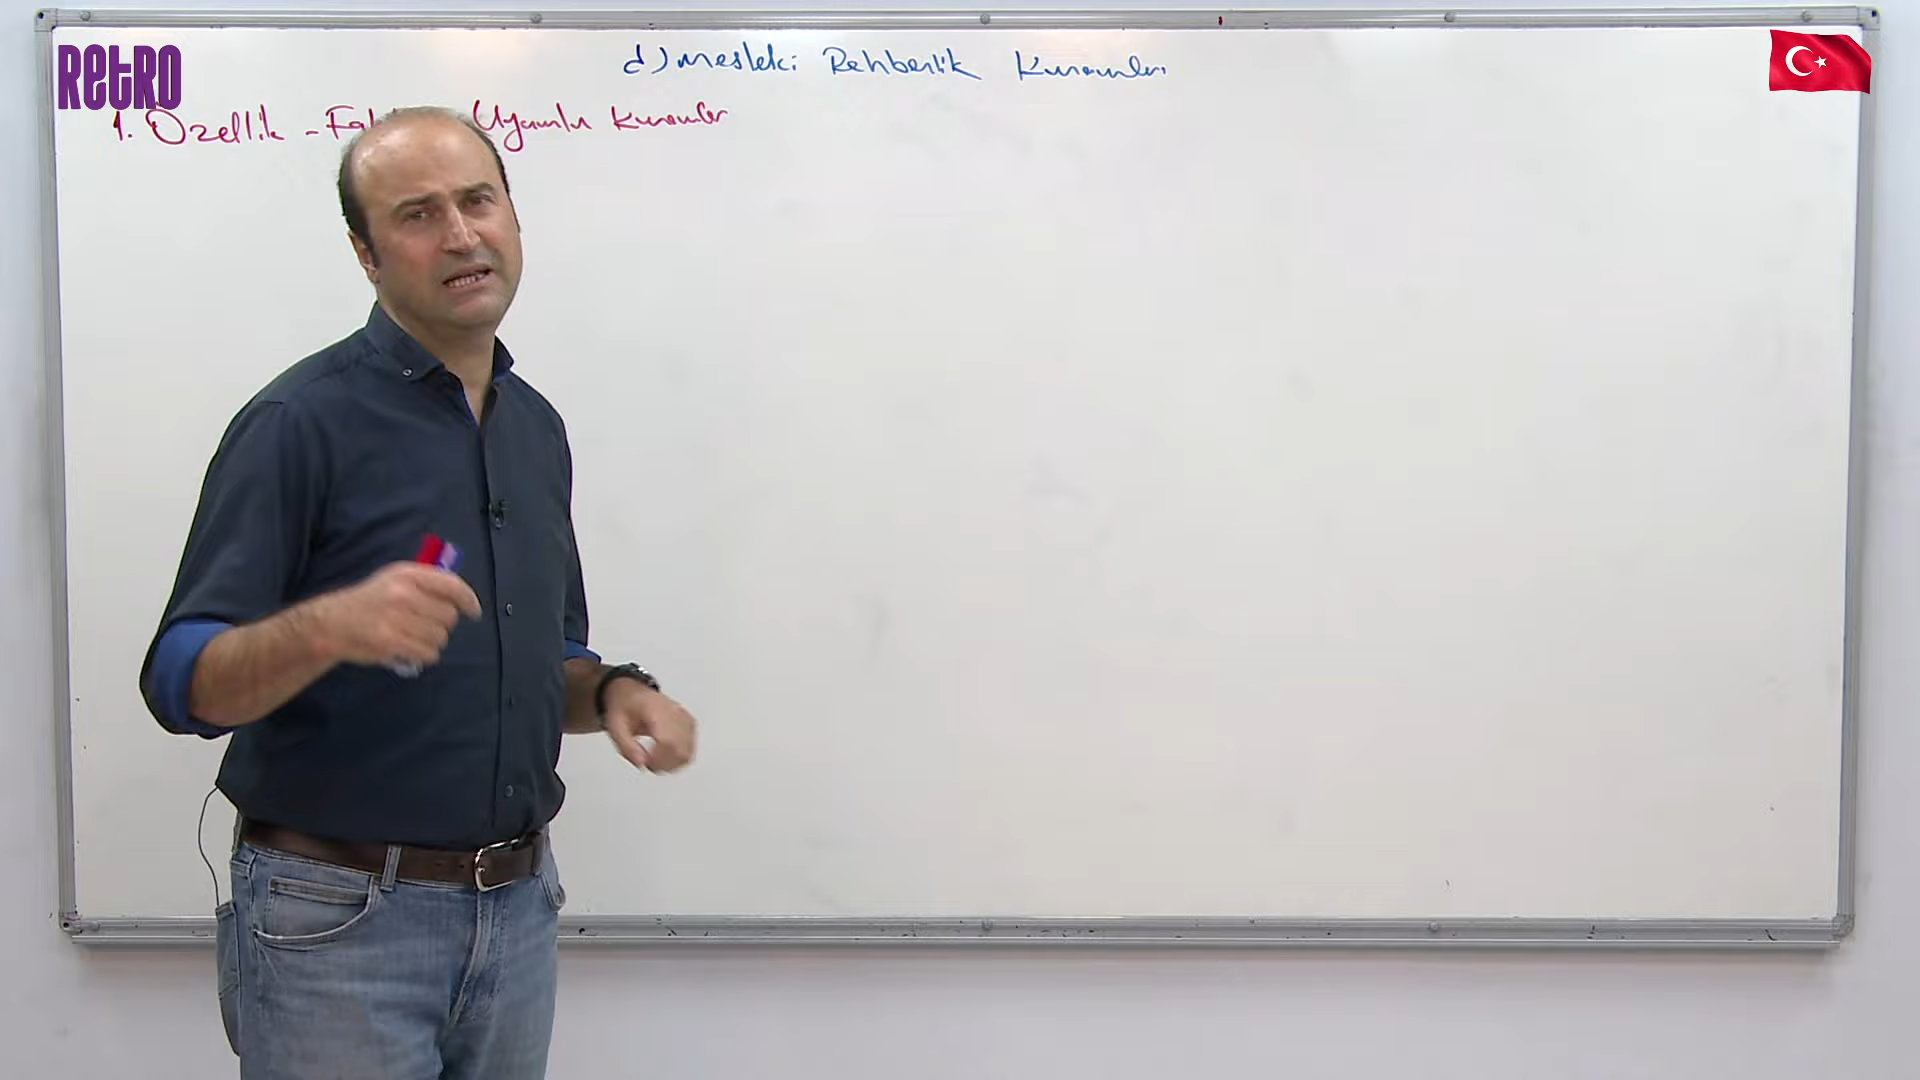 RetRO
d) Mesleki Rehberlik Kuramları
1. Özellik - Uyumlu Kuramlar